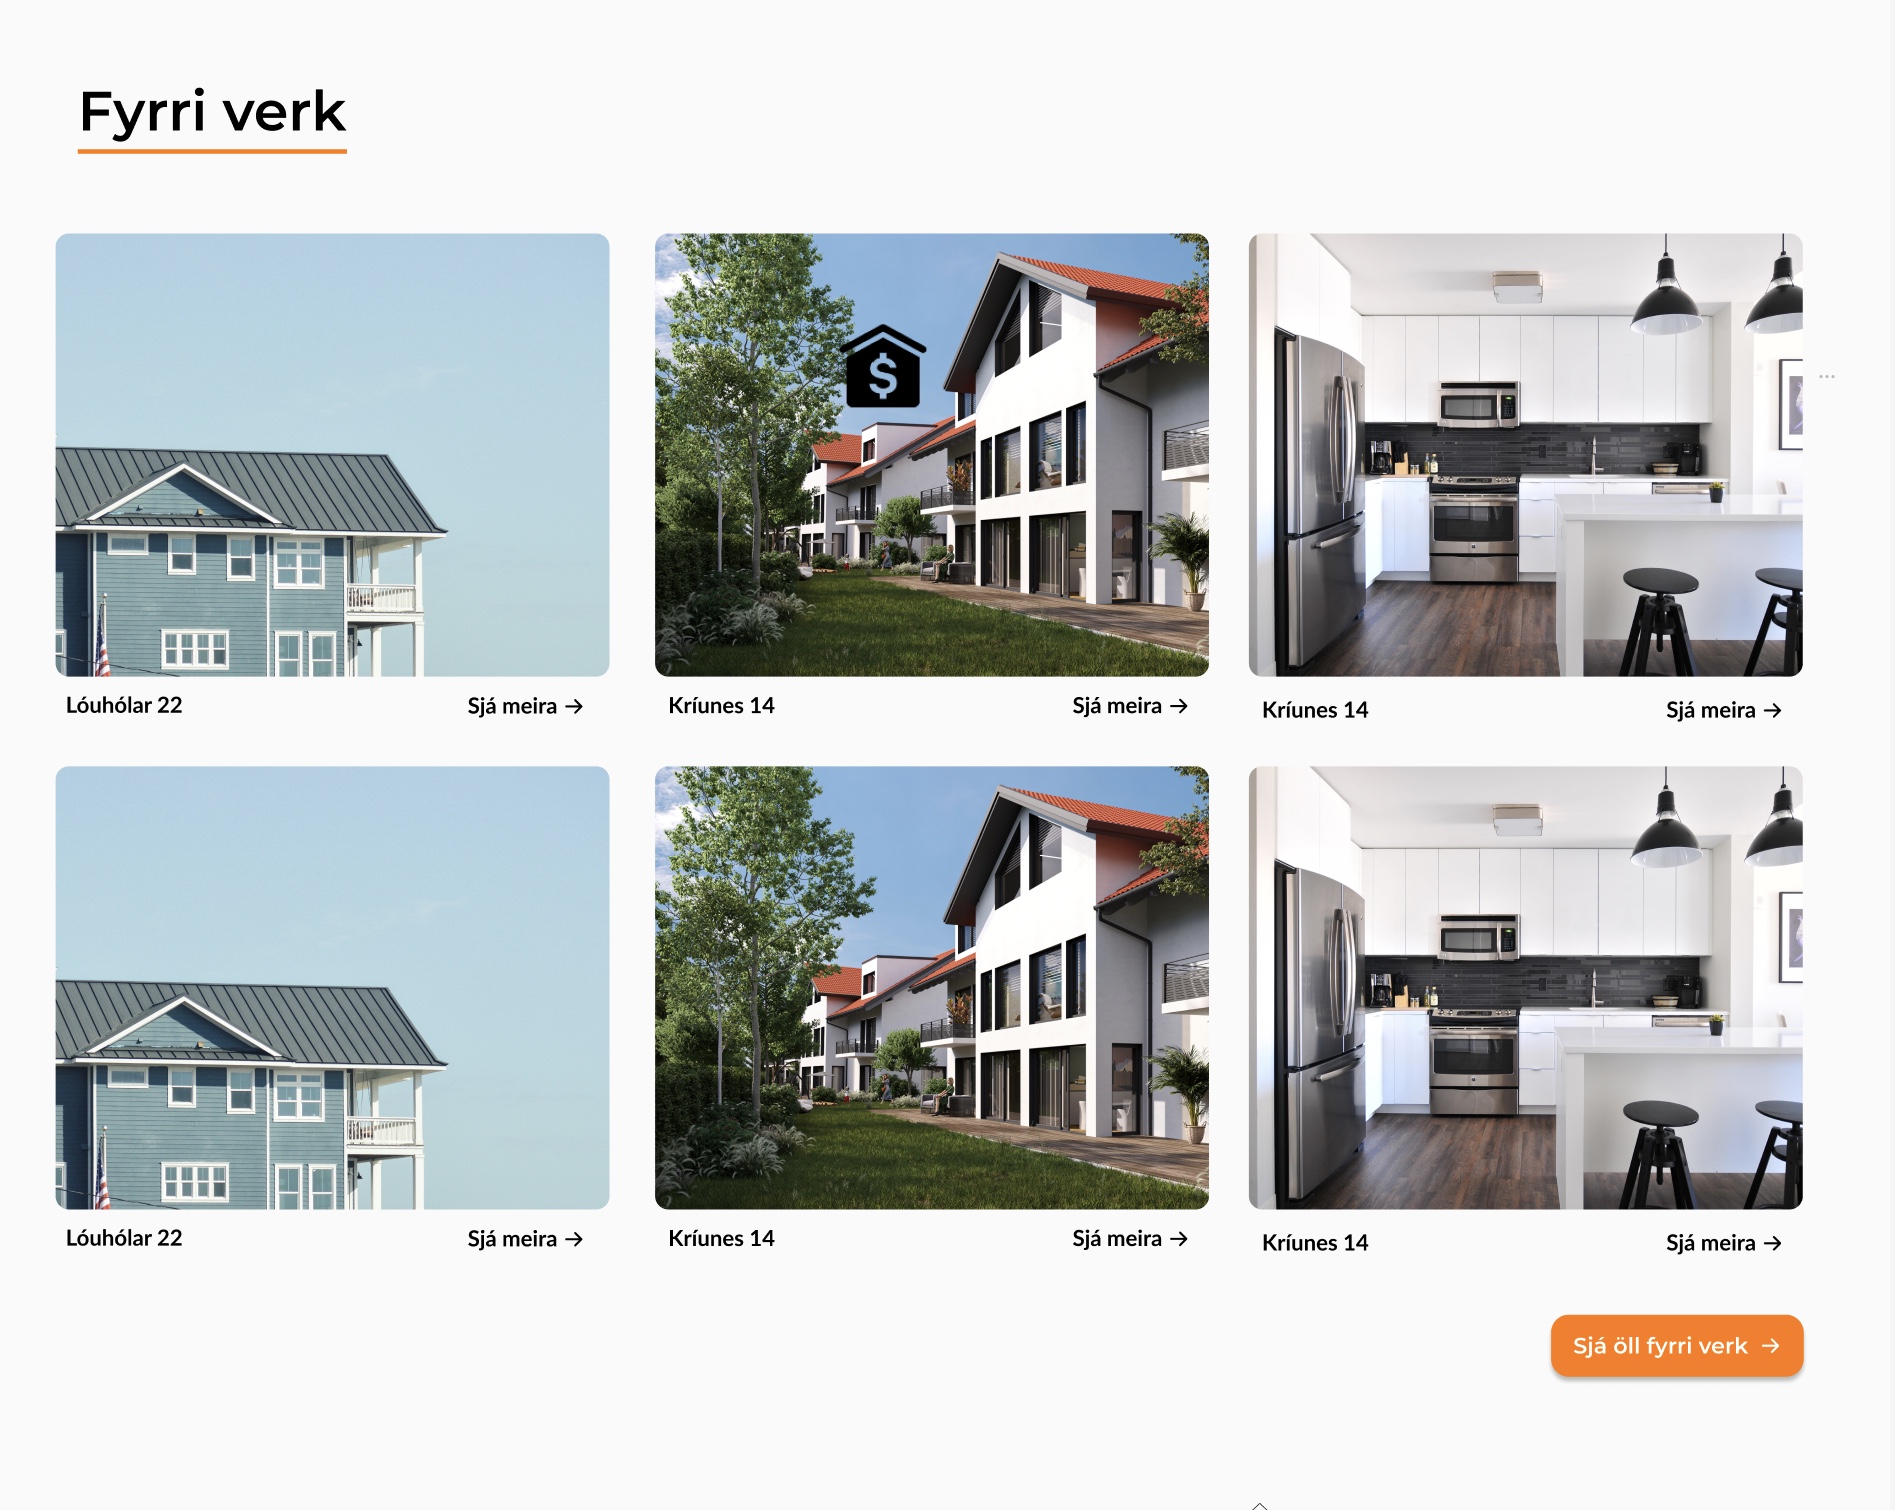 Fyrri verk
$
Lóuhólar 22 Sjá meira →
Kríunes 14 Sjá meira →
Kríunes 14 Sjá meira →
Lóuhólar 22 Sjá meira →
Kríunes 14 Sjá meira →
Kríunes 14 Sjá meira →
Sjá öll fyrri verk →